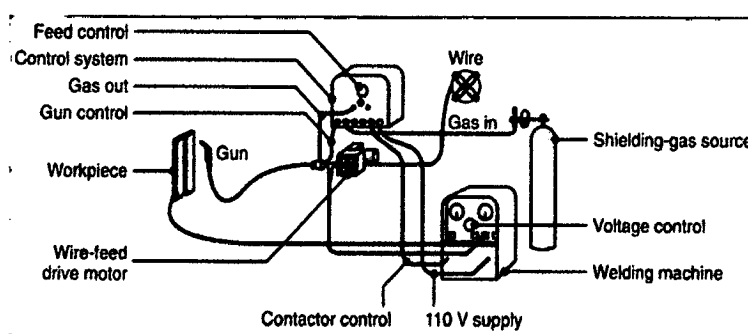 Feed control
Control system
Gas out
Gun control
Wire
Gas in
Shielding-gas source
Gun
Workpiece
Voltage control
Wire-feed
drive motor
Welding machine
Contactor control
110 V supply